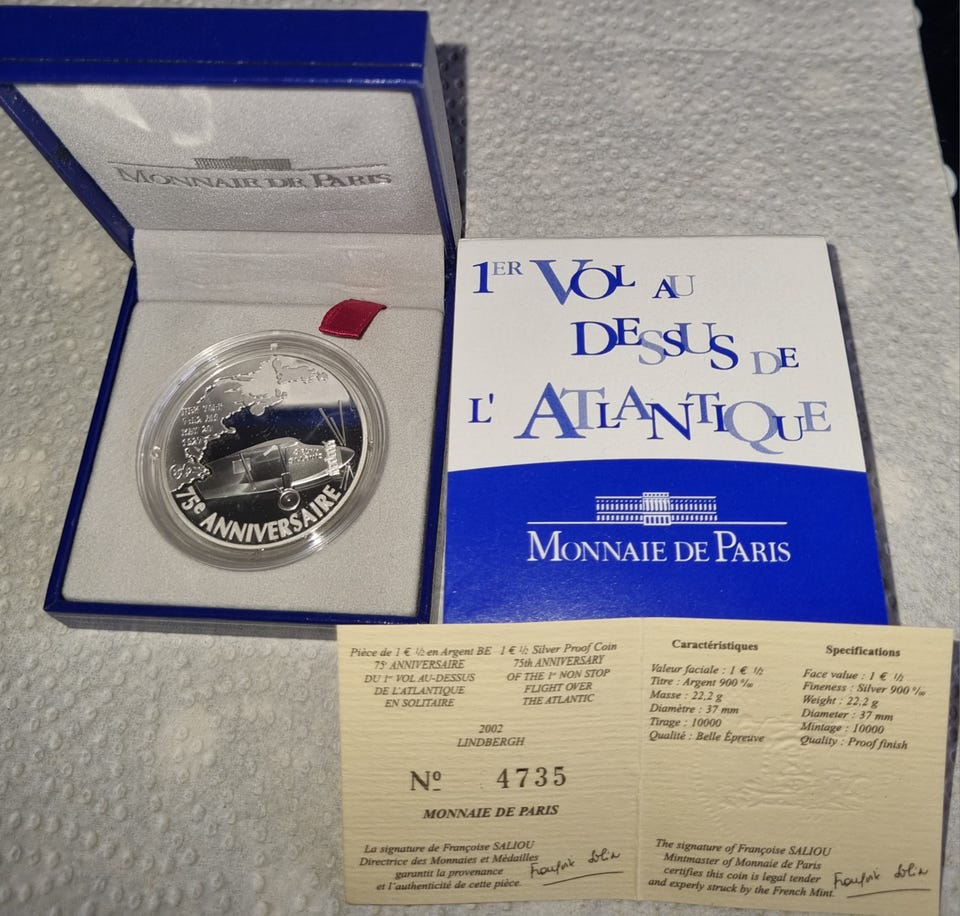 MONNAIE DE PARIS
NEW YORK
MAY 20
1927
75e ANNIVERSAIRE
1ER VOL AU
DESSUS DE
L'ATLANTIQUE
MONNAIE DE PARIS
Pièce de 1 € ½ en Argent BE
75e ANNIVERSAIRE
DU 1er VOL AU-DESSUS
DE L'ATLANTIQUE
EN SOLITAIRE
1 € ½ Silver Proof Coin
75th ANNIVERSARY
OF THE 1st NON STOP
FLIGHT OVER
THE ATLANTIC
2002
LINDBERGH
No 4735
MONNAIE DE PARIS
La signature de Françoise SALIOU
Directrice des Monnaies et Médailles
garantit la provenance
et l'authenticité de cette pièce.
Caractéristiques
Valeur faciale : 1 € ½
Titre : Argent 900 °/oo
Masse : 22,2 g
Diamètre : 37 mm
Tirage : 10000
Qualité : Belle Épreuve
Specifications
Face value : 1 € ½
Fineness : Silver 900 °/oo
Weight : 22,2 g
Diameter : 37 mm
Mintage : 10000
Quality : Proof finish
The signature of Françoise SALIOU
Mintmaster of Monnaie de Paris
certifies this coin is legal tender
and experly struck by the French Mint.